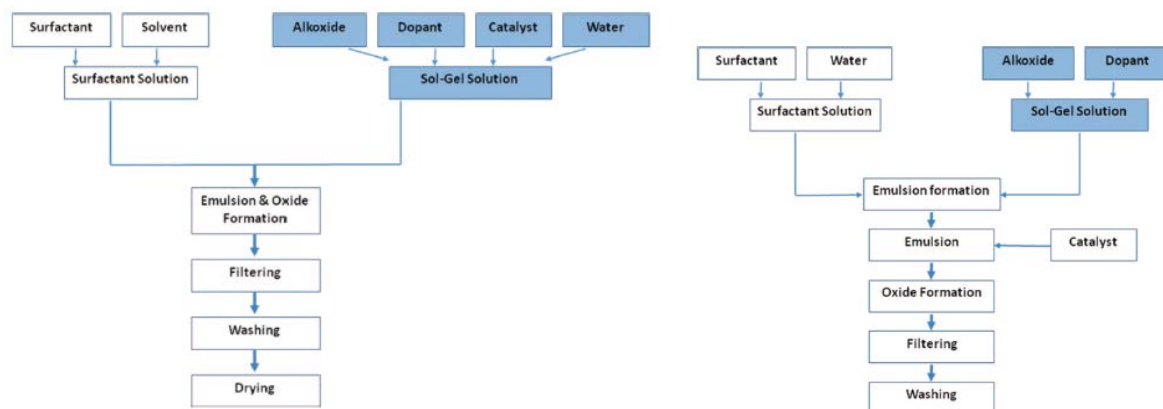 Surfactant
Solvent
Surfactant Solution
Alkoxide
Dopant
Catalyst
Water
Sol-Gel Solution
Emulsion & Oxide
Formation
Filtering
Washing
Drying
Surfactant
Water
Surfactant Solution
Alkoxide
Dopant
Sol-Gel Solution
Emulsion formation
Emulsion
Catalyst
Oxide Formation
Filtering
Washing